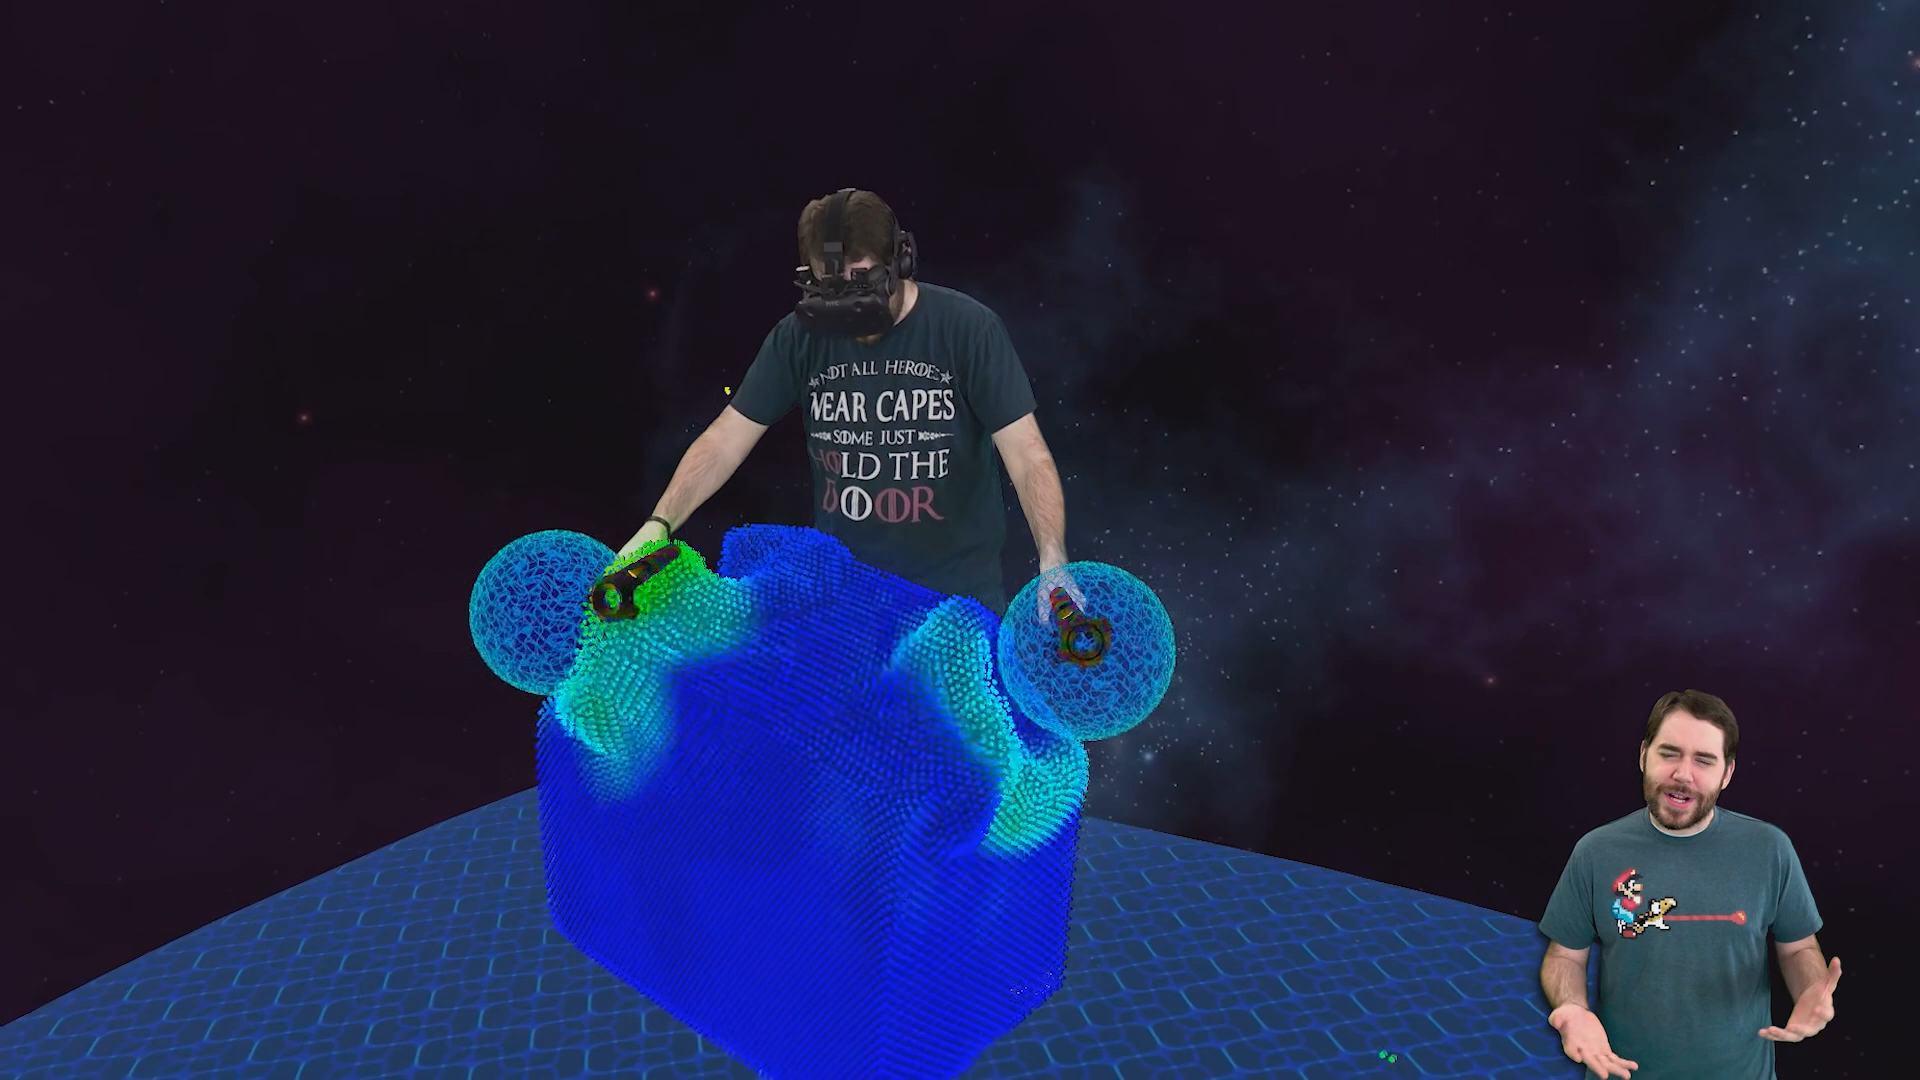 NOT ALL HEROES
WEAR CAPES
SOME JUST
HOLD THE
DOOR